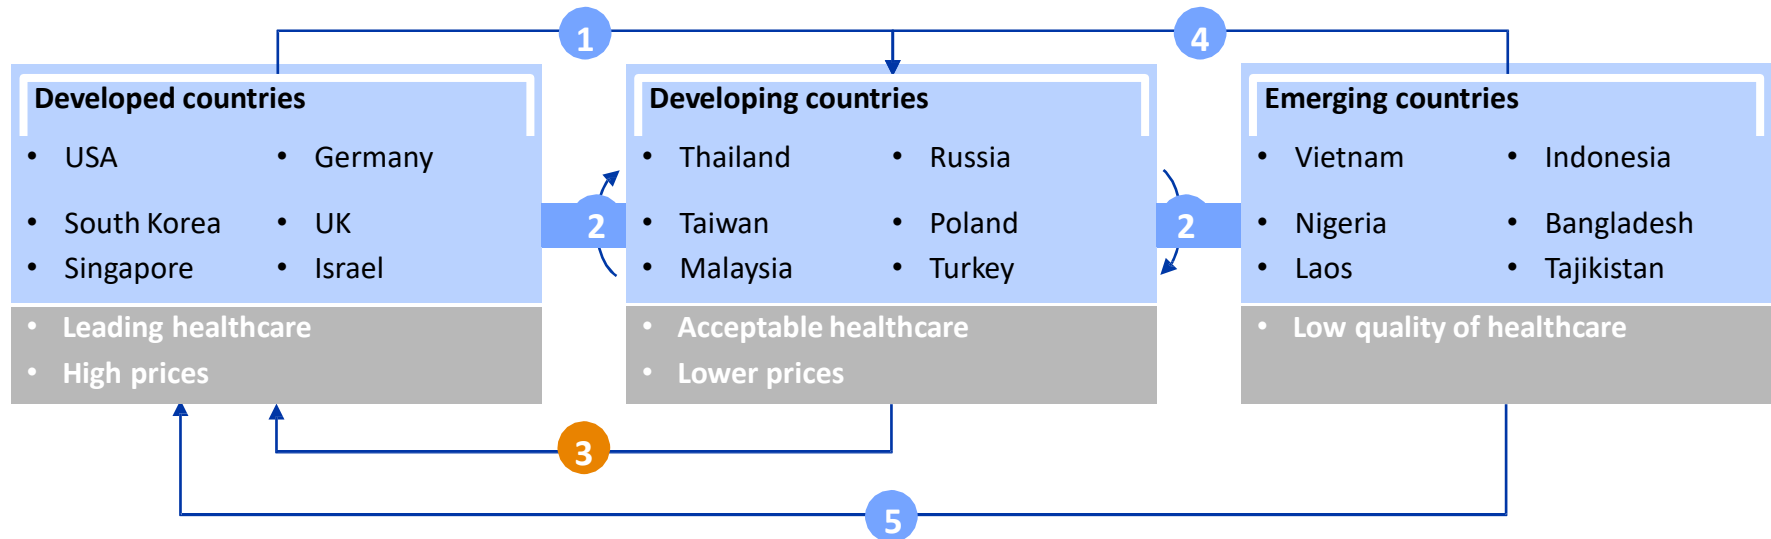 1
4
Developed countries
• USA
• Germany
• South Korea
• UK
• Singapore
• Israel
• Leading healthcare
• High prices
2
Developing countries
• Thailand
• Russia
• Taiwan
• Poland
• Malaysia
• Turkey
• Acceptable healthcare
• Lower prices
2
Emerging countries
• Vietnam
• Indonesia
• Nigeria
• Bangladesh
• Laos
• Tajikistan
• Low quality of healthcare
3
5